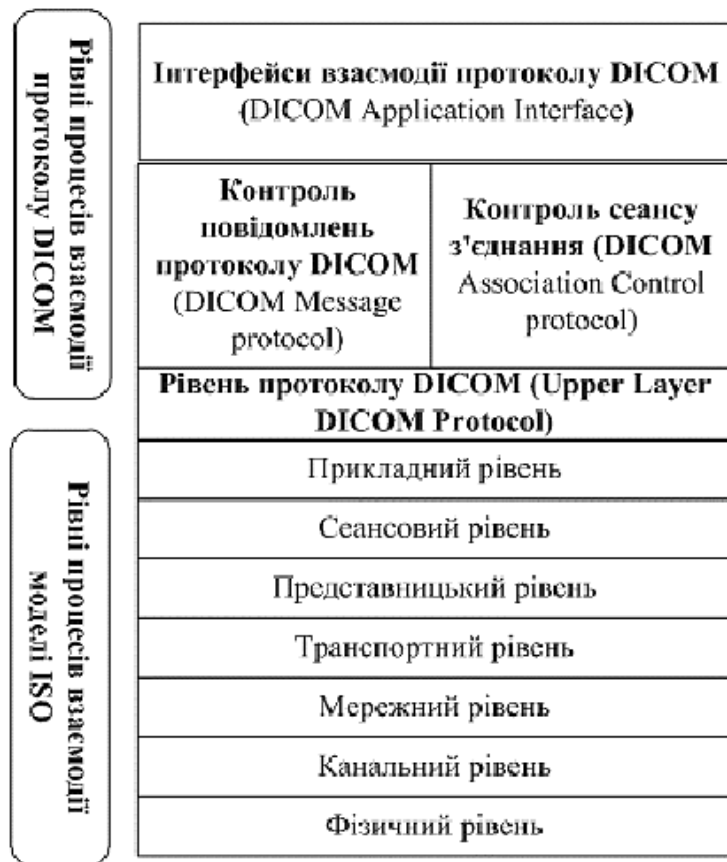 Рівні процесів взаємодії
протоколу DICOM
Інтерфейси взаємодії протоколу DICOM
(DICOM Application Interface)
Контроль
повідомлень
протоколу DICOM
(DICOM Message
protocol)
Контроль сеансу
з'єднання (DICOM
Association Control
protocol)
Рівень протоколу DICOM (Upper Layer
DICOM Protocol)
Рівні процесів взаємодії
моделі ISO
Прикладний рівень
Сеансовий рівень
Представницький рівень
Транспортний рівень
Мережний рівень
Канальний рівень
Фізичний рівень